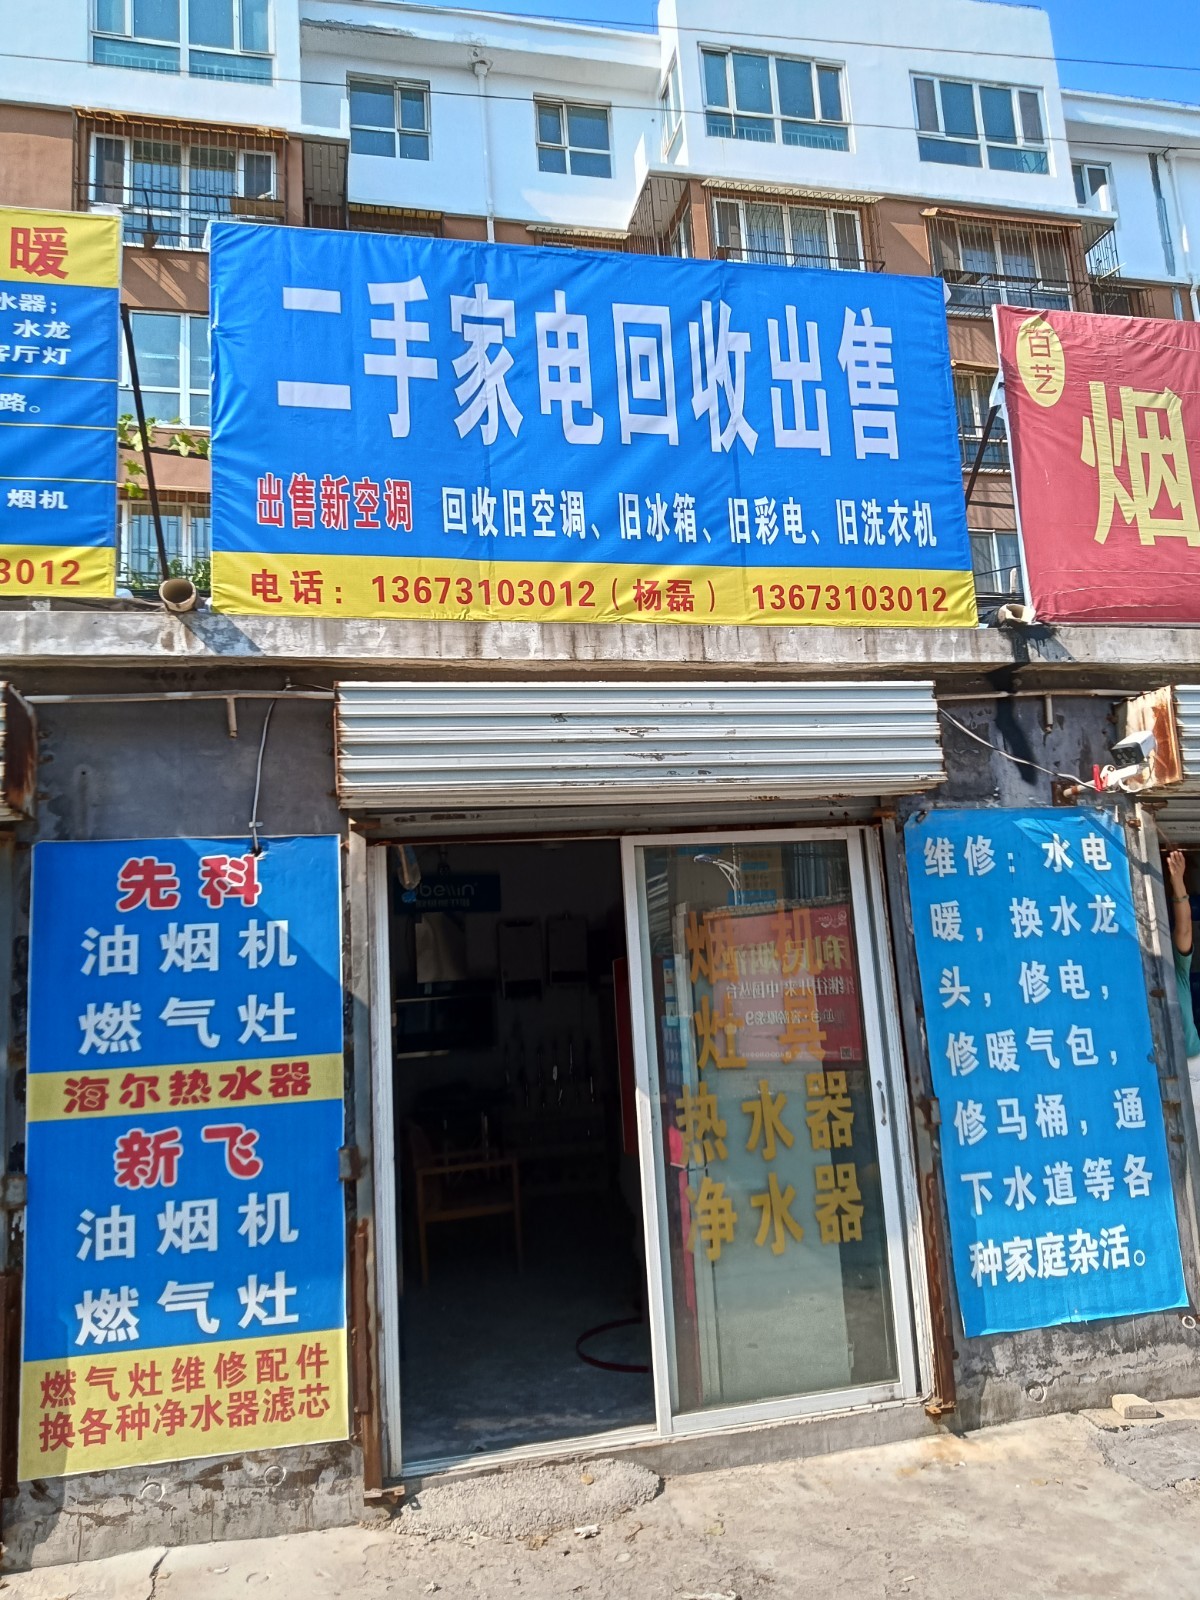 暖
水器；
水龙
客厅灯
路。
烟机
3012
二手家电回收出售
出售新空调 回收旧空调、旧冰箱、旧彩电、旧洗衣机
电话：13673103012（杨磊） 13673103012
百艺
烟
先科
油烟机
燃气灶
海尔热水器
新飞
油烟机
燃气灶
燃气灶维修配件
换各种净水器滤芯
烟机
灶具
热水器
净水器
维修：水电
暖，换水龙
头，修电，
修暖气包，
修马桶，通
下水道等各
种家庭杂活。